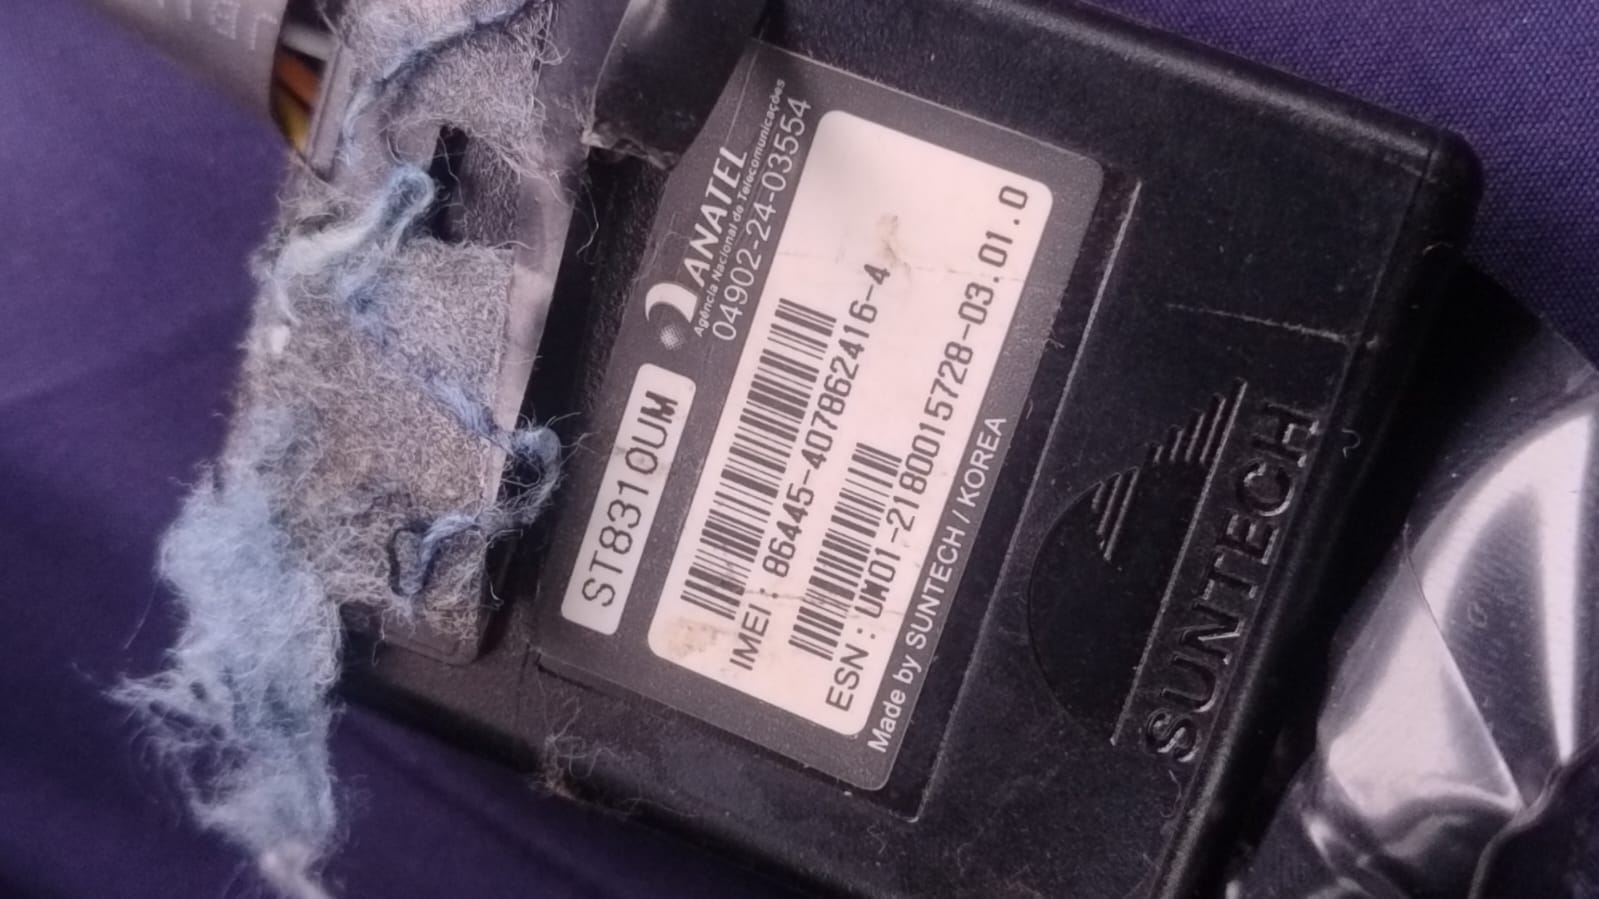 ST8310UM
ANATEL
Agência Nacional de Telecomunicações
04902-24-03554
IMEI : 86445-407862416-4
ESN : UM01-2180015728-03.01.0
Made by SUNTECH / KOREA
SUNTECH